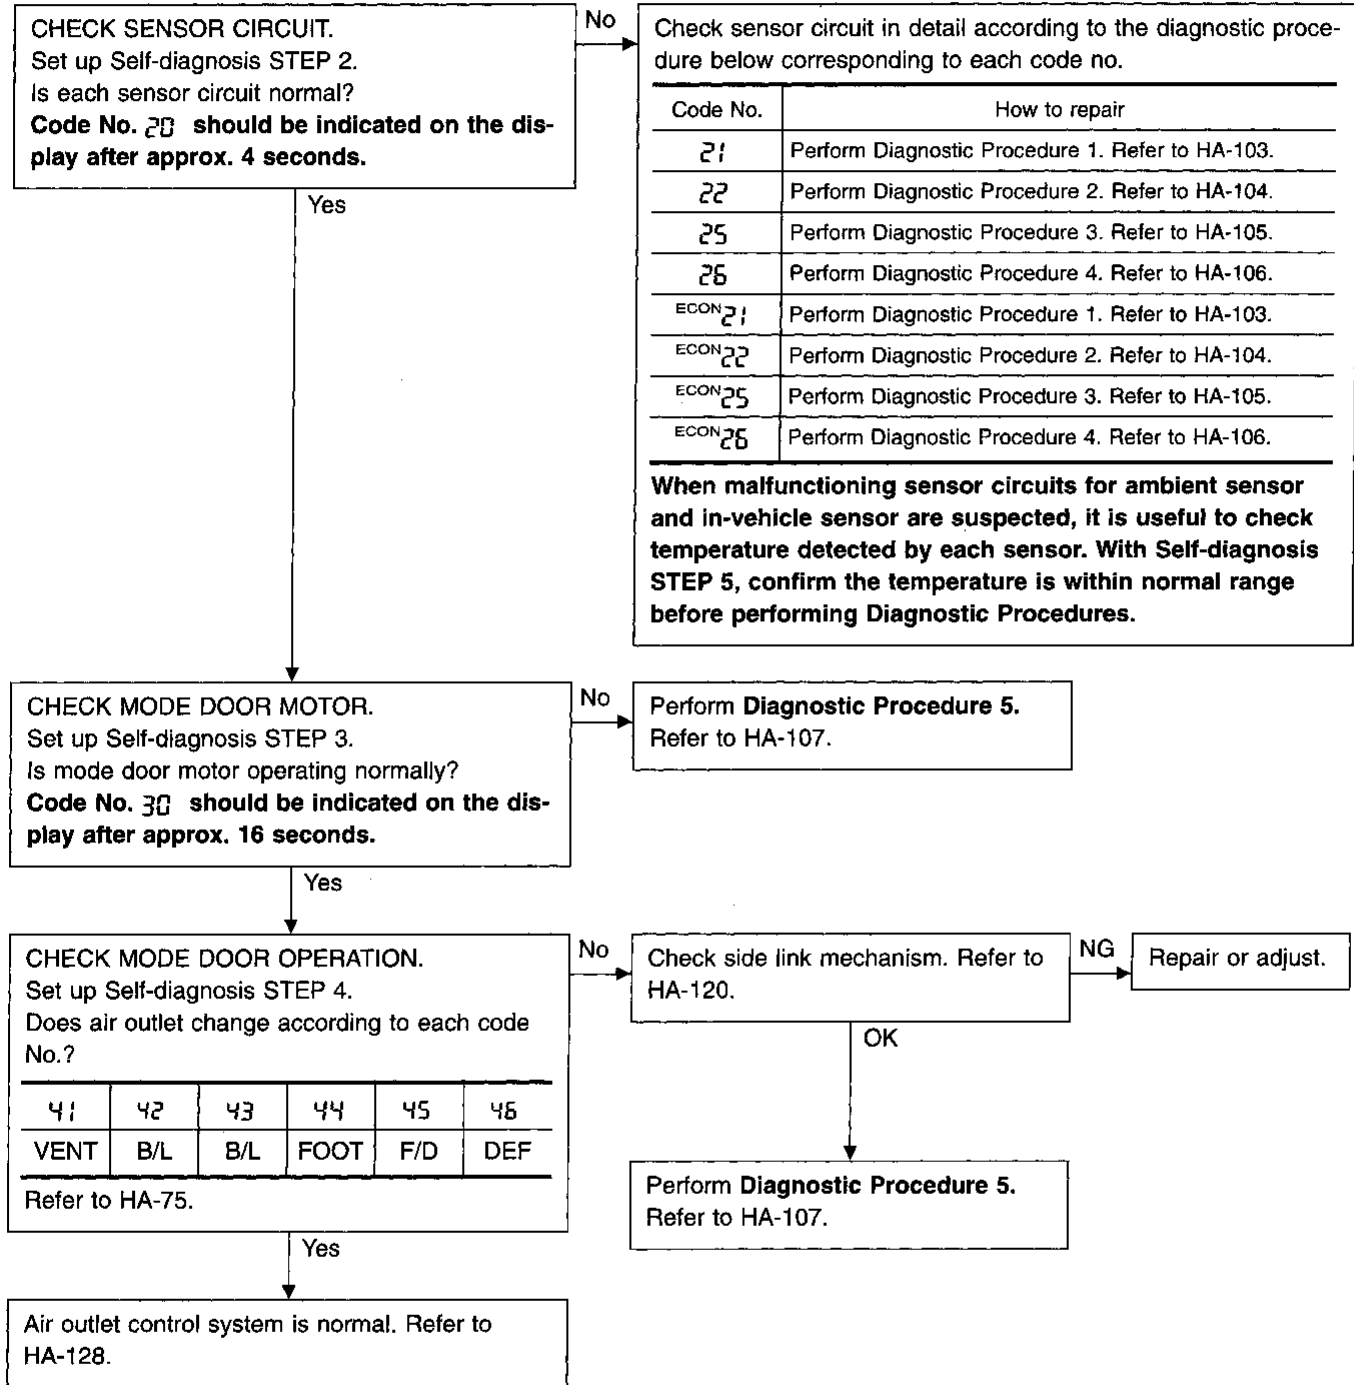 CHECK SENSOR CIRCUIT.
Set up Self-diagnosis STEP 2.
Is each sensor circuit normal?
Code No. 20 should be indicated on the dis-
play after approx. 4 seconds.
No
Check sensor circuit in detail according to the diagnostic proce-
dure below corresponding to each code no.
Code No. How to repair
21 Perform Diagnostic Procedure 1. Refer to HA-103.
22 Perform Diagnostic Procedure 2. Refer to HA-104.
25 Perform Diagnostic Procedure 3. Refer to HA-105.
26 Perform Diagnostic Procedure 4. Refer to HA-106.
ECON21 Perform Diagnostic Procedure 1. Refer to HA-103.
ECON22 Perform Diagnostic Procedure 2. Refer to HA-104.
ECON25 Perform Diagnostic Procedure 3. Refer to HA-105.
ECON26 Perform Diagnostic Procedure 4. Refer to HA-106.
When malfunctioning sensor circuits for ambient sensor
and in-vehicle sensor are suspected, it is useful to check
temperature detected by each sensor. With Self-diagnosis
STEP 5, confirm the temperature is within normal range
before performing Diagnostic Procedures.
Yes
CHECK MODE DOOR MOTOR.
Set up Self-diagnosis STEP 3.
Is mode door motor operating normally?
Code No. 30 should be indicated on the dis-
play after approx. 16 seconds.
No
Perform Diagnostic Procedure 5.
Refer to HA-107.
Yes
CHECK MODE DOOR OPERATION.
Set up Self-diagnosis STEP 4.
Does air outlet change according to each code
No.?
41 42 43 44 45 46
VENT B/L B/L FOOT F/D DEF
Refer to HA-75.
No
Check side link mechanism. Refer to
HA-120.
NG
Repair or adjust.
OK
Perform Diagnostic Procedure 5.
Refer to HA-107.
Yes
Air outlet control system is normal. Refer to
HA-128.